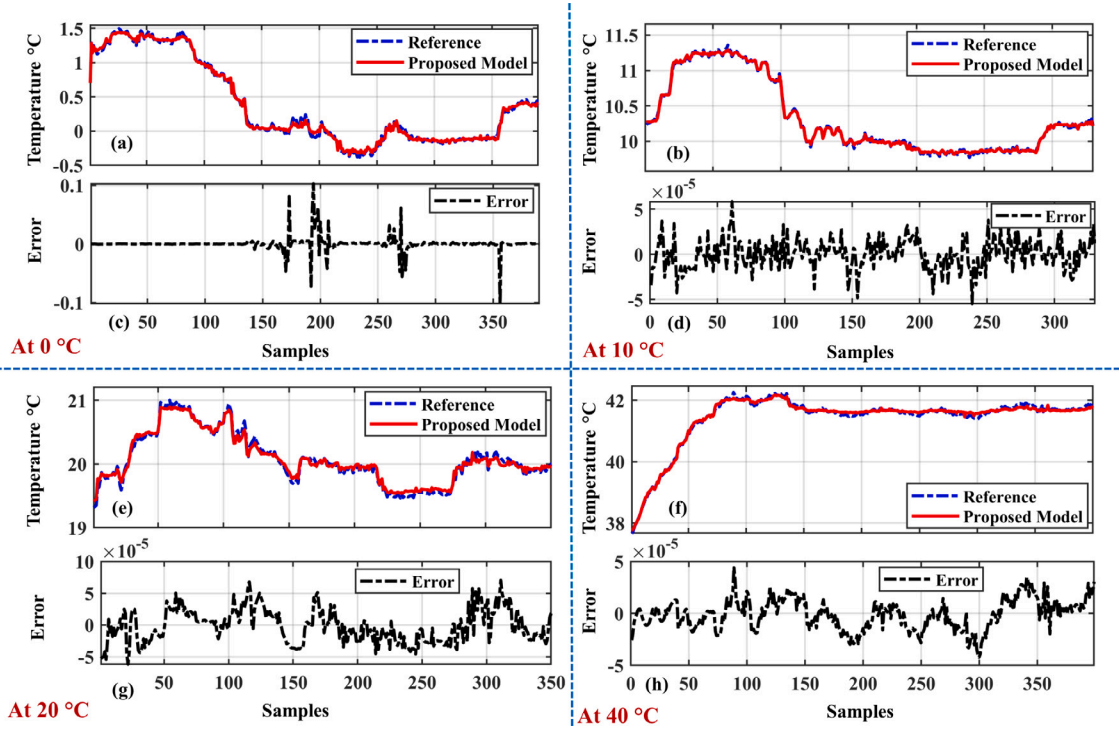 Temperature °C
1.5
1
0.5
0
-0.5
(a)
Reference
Proposed Model
Error
0.1
0
-0.1
Error
(c)
50 100 150 200 250 300 350
Samples
At 0 °C
Temperature °C
11.5
11
10.5
10
(b)
Reference
Proposed Model
×10-5
Error
5
0
-5
Error
0 50 100 150 200 250 300
(d)
Samples
At 10 °C
Temperature °C
21
20
19
(e)
Reference
Proposed Model
×10-5
Error
10
5
0
-5
Error
(g)
50 100 150 200 250 300 350
Samples
At 20 °C
Temperature °C
42
40
38
(f)
Reference
Proposed Model
×10-5
Error
5
0
-5
Error
(h)
0 50 100 150 200 250 300 350
Samples
At 40 °C